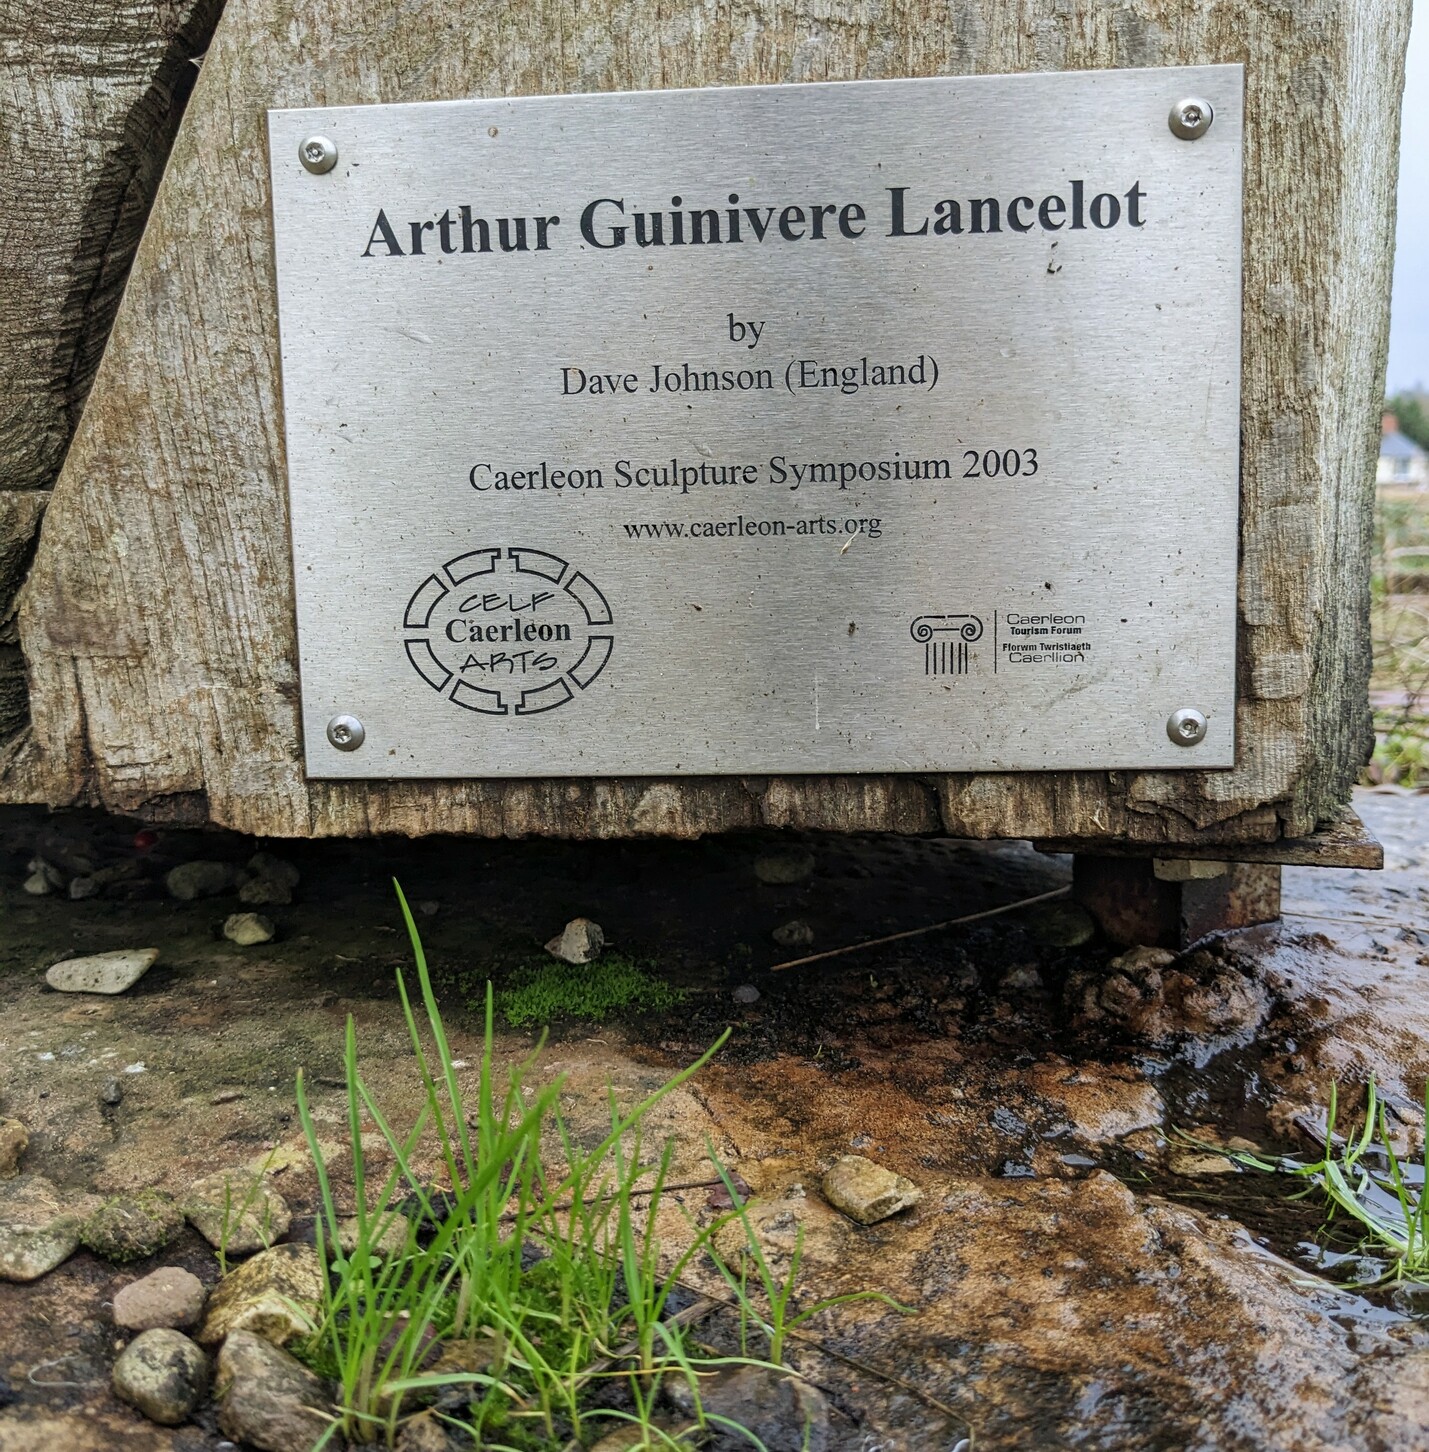 Arthur Guinivere Lancelot
by
Dave Johnson (England)
Caerleon Sculpture Symposium 2003
www.caerleon-arts.org
CELF
Caerleon
ARTS
Caerleon
Tourism Forum
Fforwm Twristiaeth
Caerllion